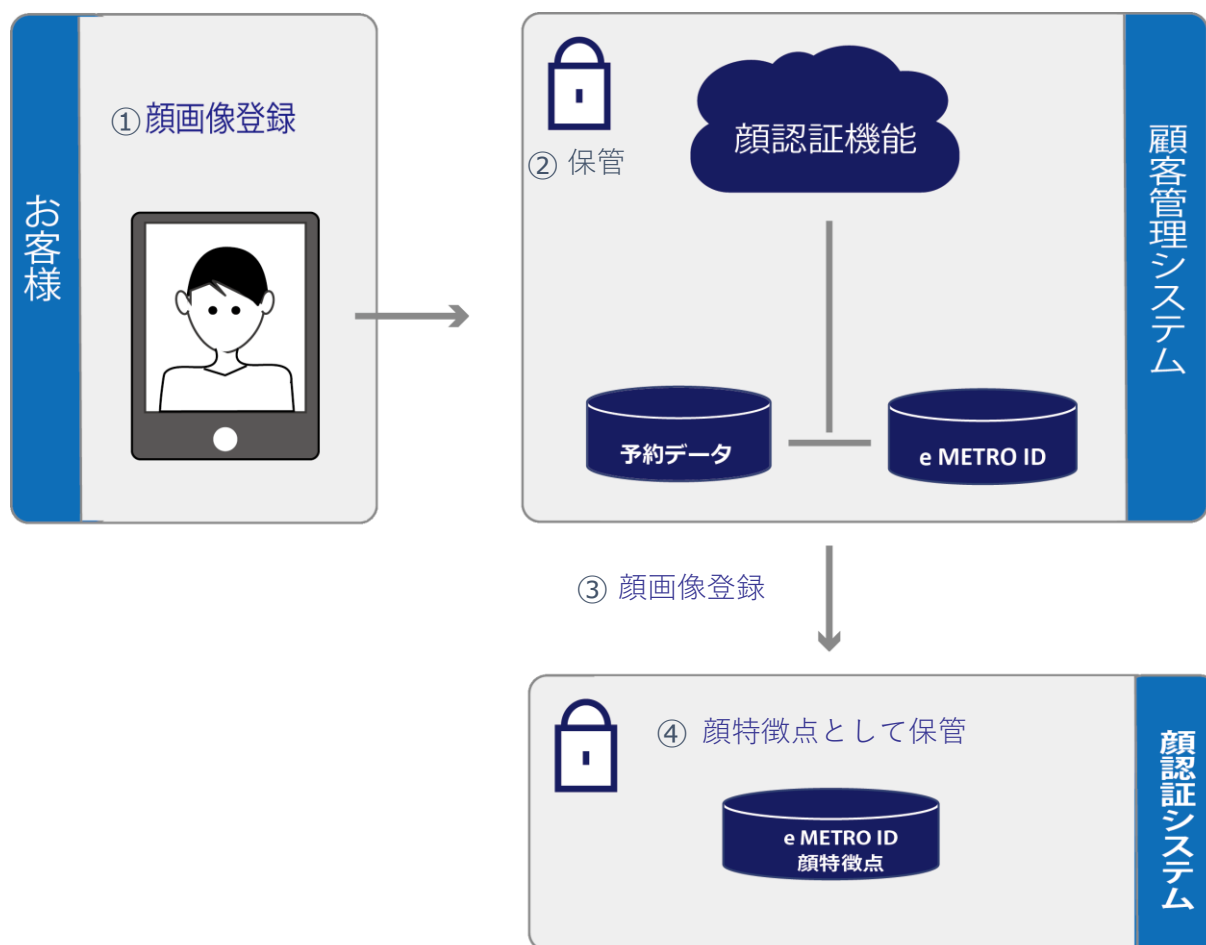 お客様
①顔画像登録
② 保管
顔認証機能
予約データ
e METRO ID
顧客管理システム
③ 顔画像登録
④ 顔特徴点として保管
e METRO ID
顔特徴点
顔認証システム